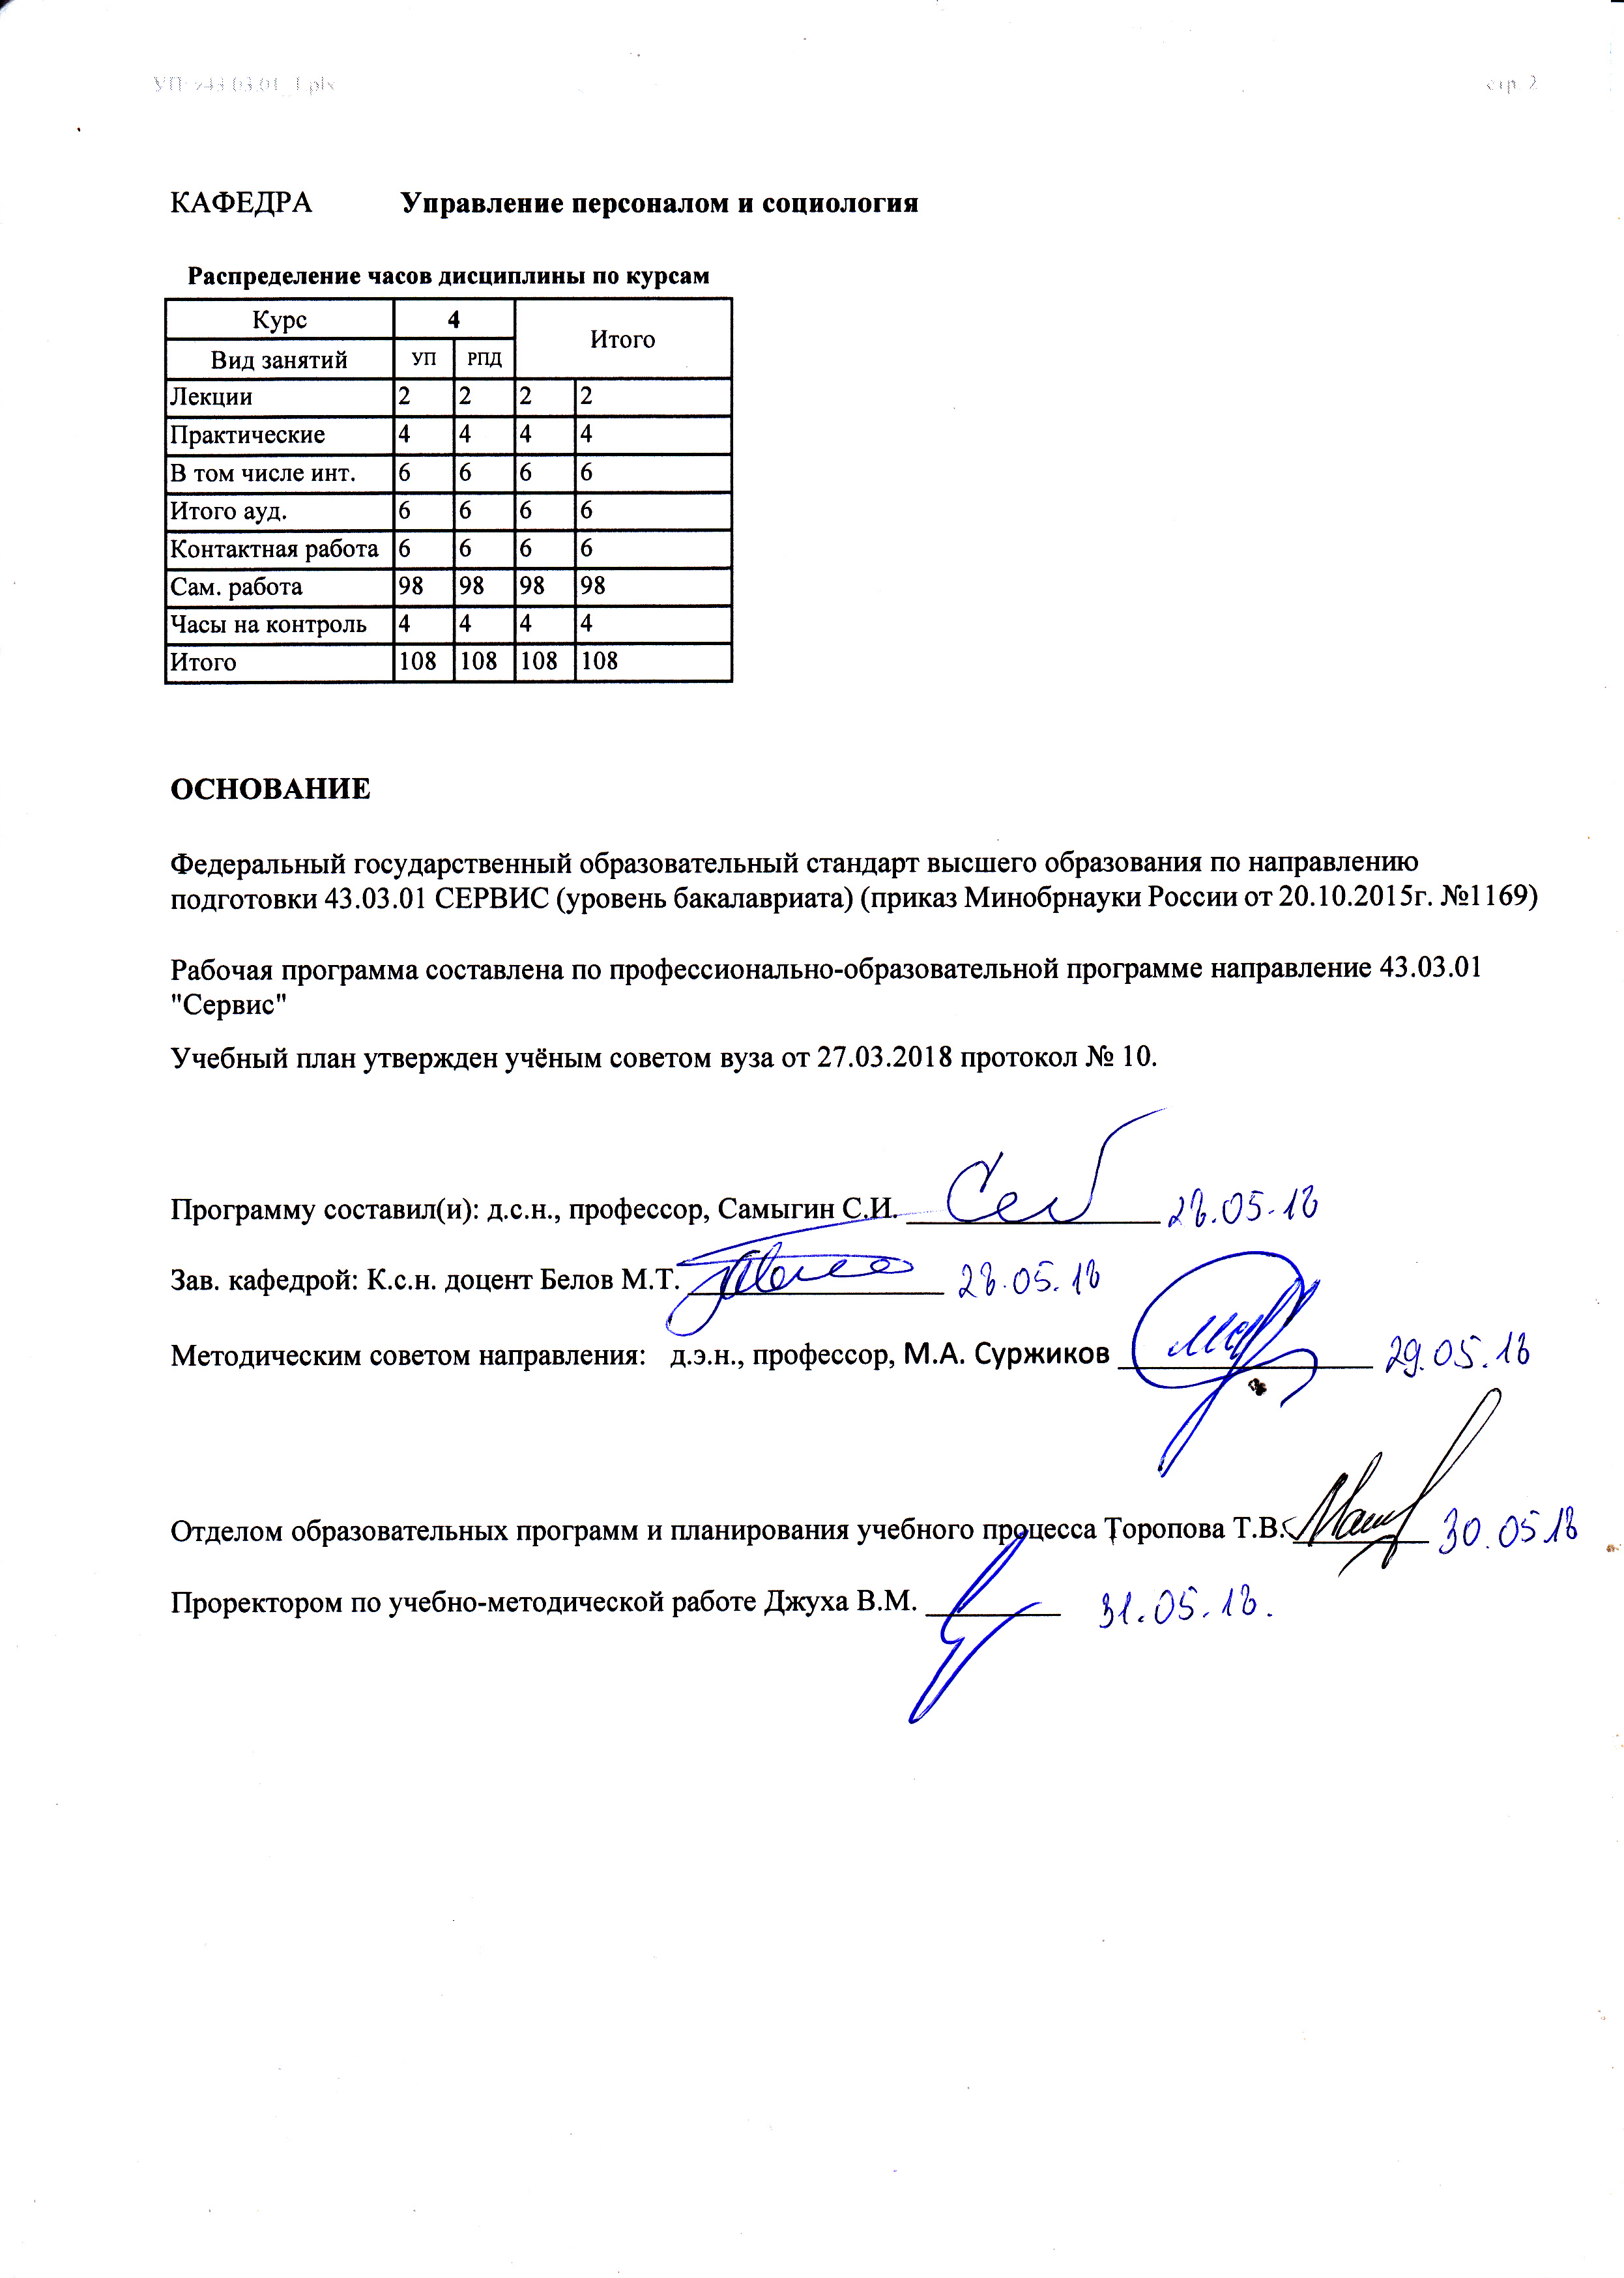 УП: z43.03.01_1.plx
стр. 2
КАФЕДРА Управление персоналом и социология
Распределение часов дисциплины по курсам
Курс 4 Итого
Вид занятий УП РПД
Лекции 2 2 2 2
Практические 4 4 4 4
В том числе инт. 6 6 6 6
Итого ауд. 6 6 6 6
Контактная работа 6 6 6 6
Сам. работа 98 98 98 98
Часы на контроль 4 4 4 4
Итого 108 108 108 108
ОСНОВАНИЕ
Федеральный государственный образовательный стандарт высшего образования по направлению
подготовки 43.03.01 СЕРВИС (уровень бакалавриата) (приказ Минобрнауки России от 20.10.2015г. №1169)
Рабочая программа составлена по профессионально-образовательной программе направление 43.03.01
"Сервис"
Учебный план утвержден учёным советом вуза от 27.03.2018 протокол № 10.
Программу составил(и): д.с.н., профессор, Самыгин С.И. 28.05.18
Зав. кафедрой: К.с.н. доцент Белов М.Т. 28.05.18
Методическим советом направления: д.э.н., профессор, М.А. Суржиков 29.05.18
Отделом образовательных программ и планирования учебного процесса Торопова Т.В. 30.05 18
Проректором по учебно-методической работе Джуха В.М. 31.05.18.